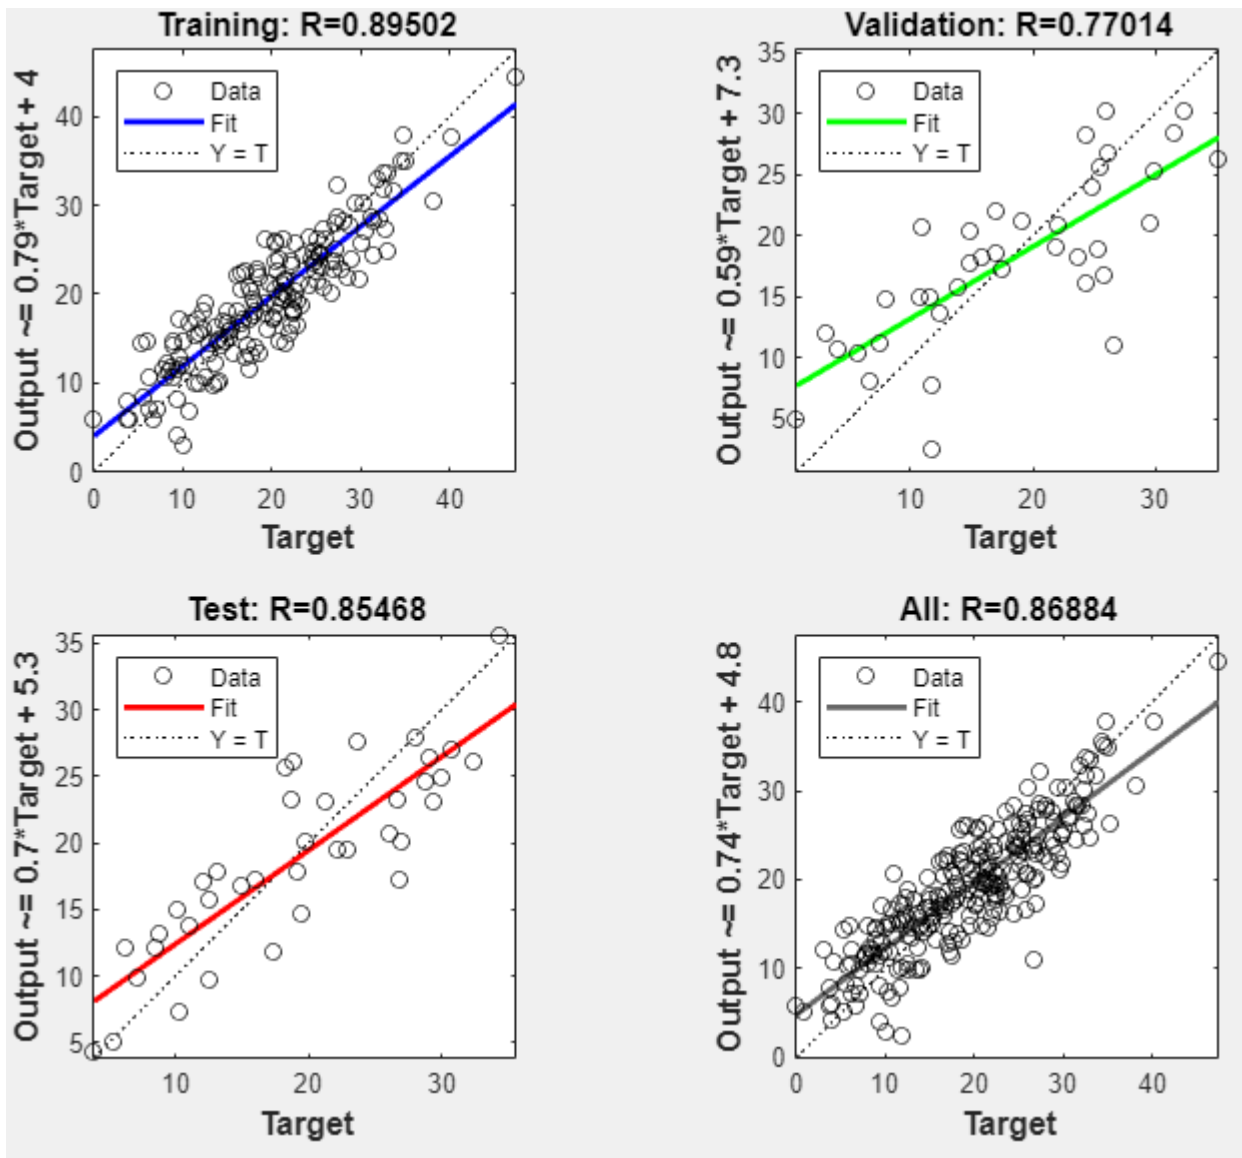 Training: R=0.89502
Output ~= 0.79*Target + 4
Data
Fit
Y = T
40
30
20
10
0
0 10 20 30 40
Target
Validation: R=0.77014
Output ~= 0.59*Target + 7.3
Data
Fit
Y = T
35
30
25
20
15
10
5
10 20 30
Target
Test: R=0.85468
Output ~= 0.7*Target + 5.3
Data
Fit
Y = T
35
30
25
20
15
10
5
10 20 30
Target
All: R=0.86884
Output ~= 0.74*Target + 4.8
Data
Fit
Y = T
40
30
20
10
0
0 10 20 30 40
Target